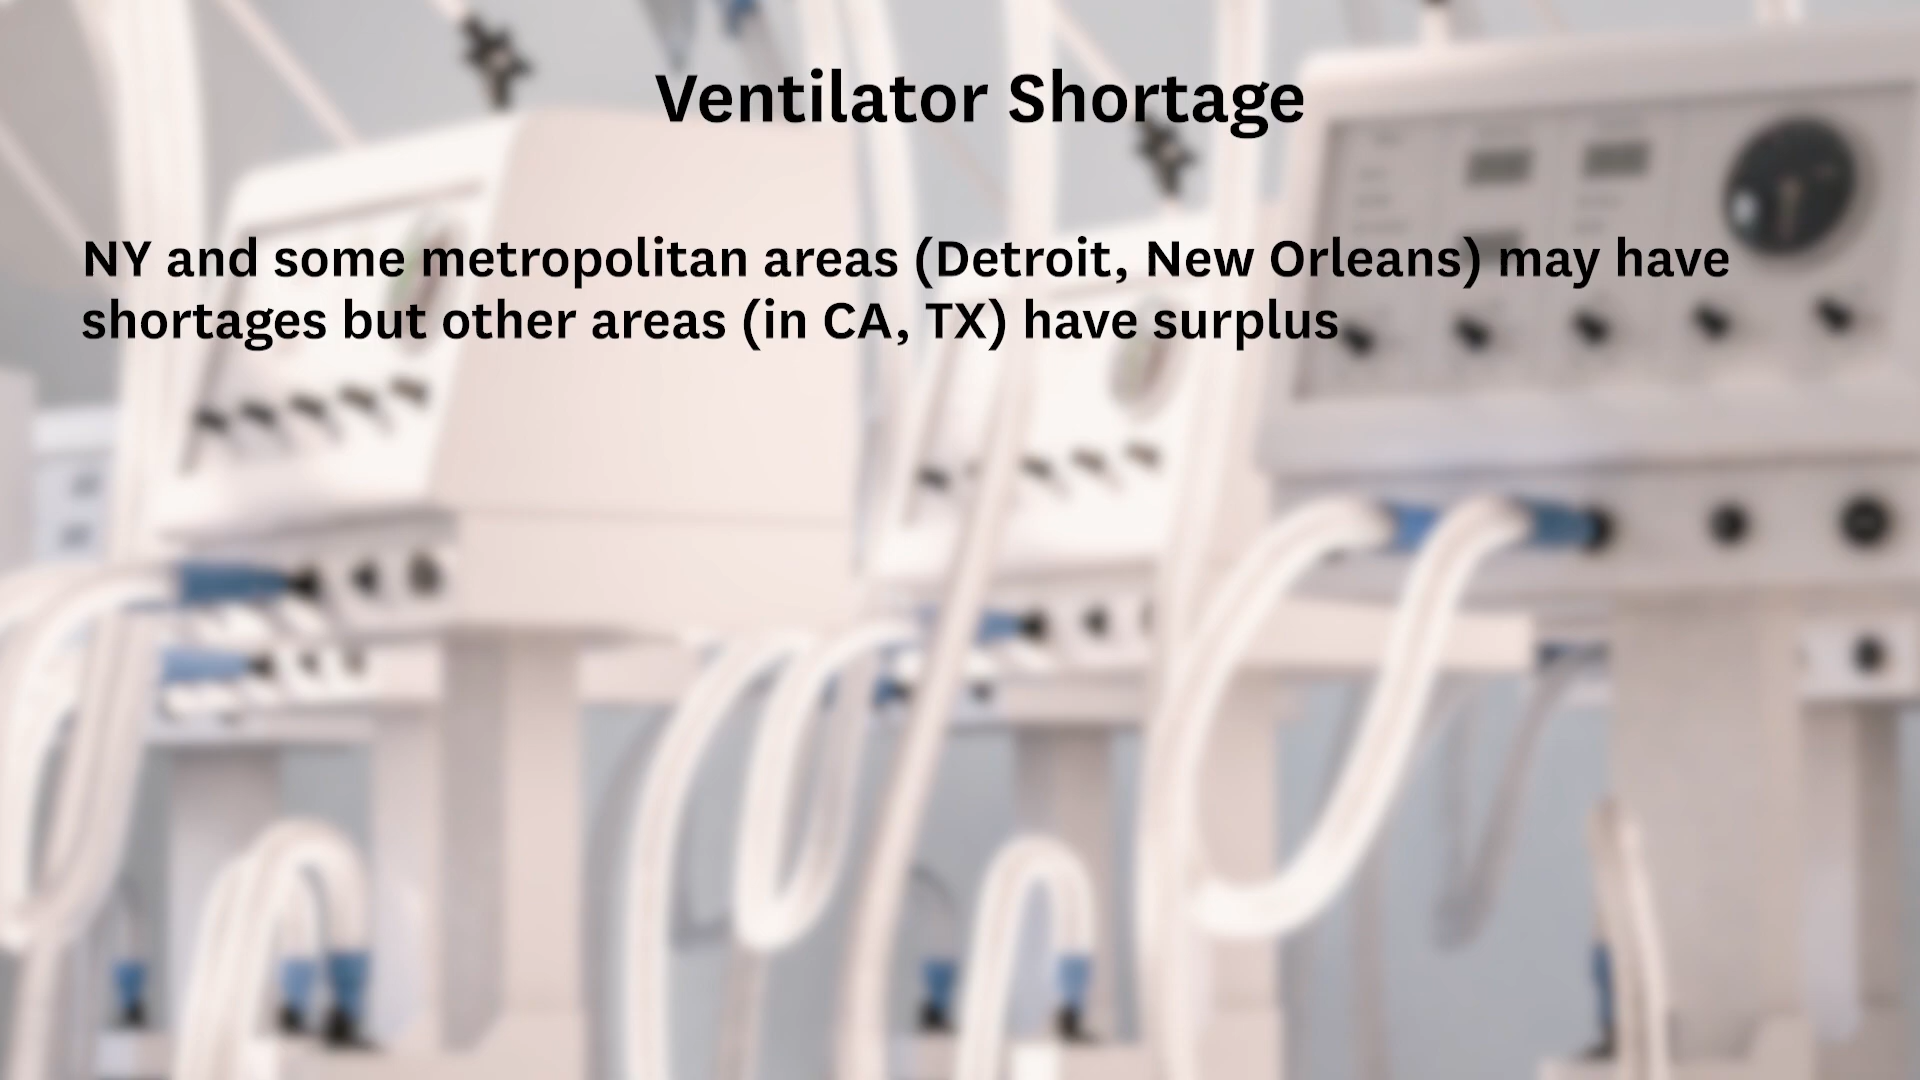 Ventilator Shortage
NY and some metropolitan areas (Detroit, New Orleans) may have
shortages but other areas (in CA, TX) have surplus